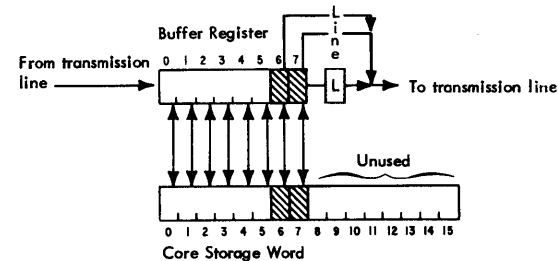 Buffer Register
Line
0 1 2 3 4 5 6 7
From transmission
line
L
To transmission line
Unused
0 1 2 3 4 5 6 7 8 9 10 11 12 13 14 15
Core Storage Word